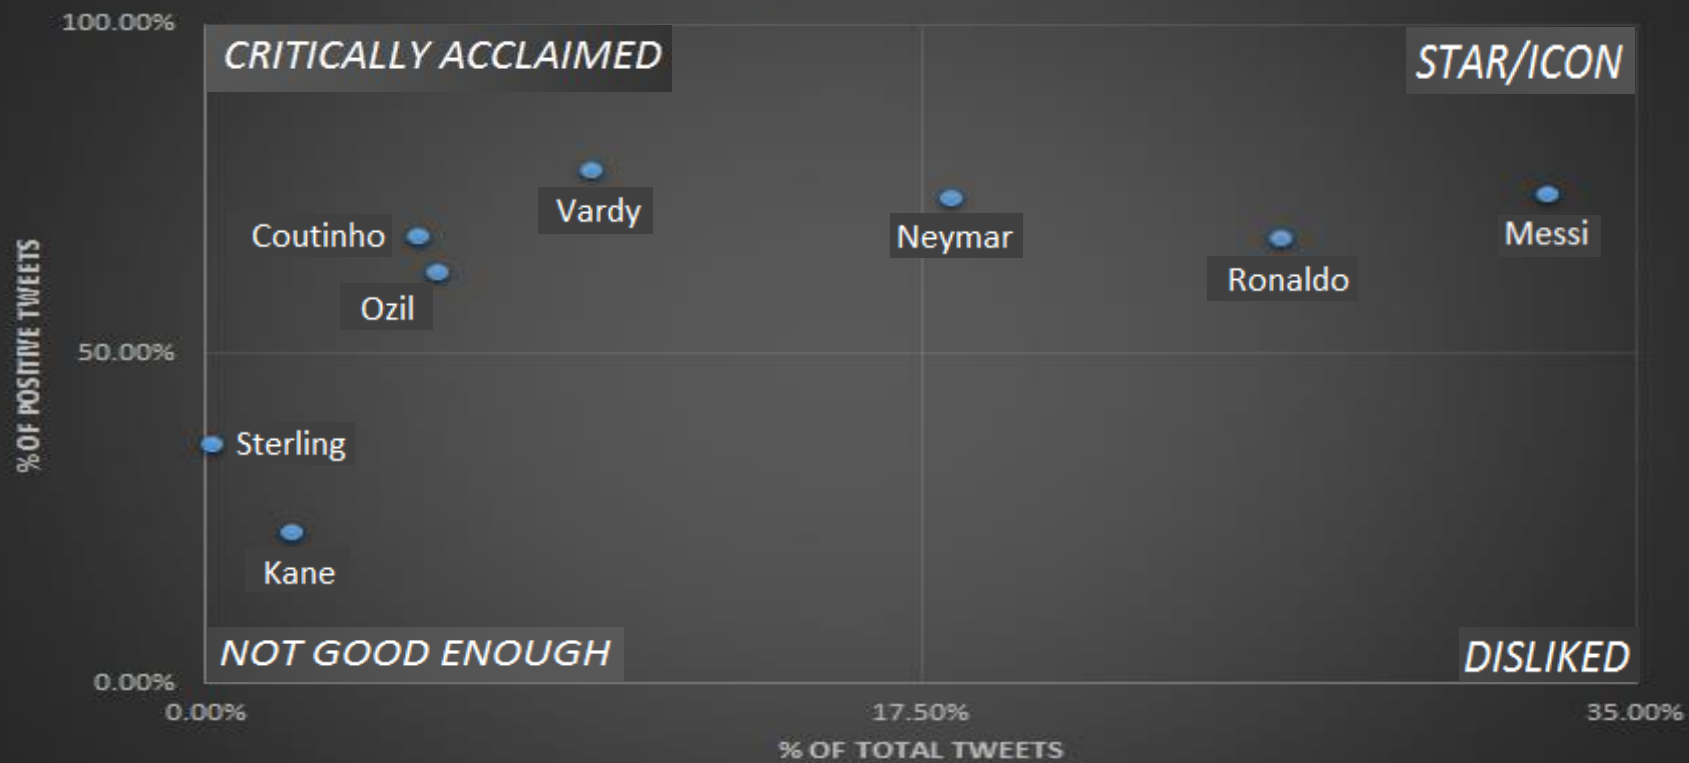 100.00%
CRITICALLY ACCLAIMED
STAR/ICON
Vardy
Coutinho
Neymar
Messi
Ozil
Ronaldo
% OF POSITIVE TWEETS
50.00%
Sterling
Kane
NOT GOOD ENOUGH
DISLIKED
0.00%
0.00%
17.50%
35.00%
% OF TOTAL TWEETS